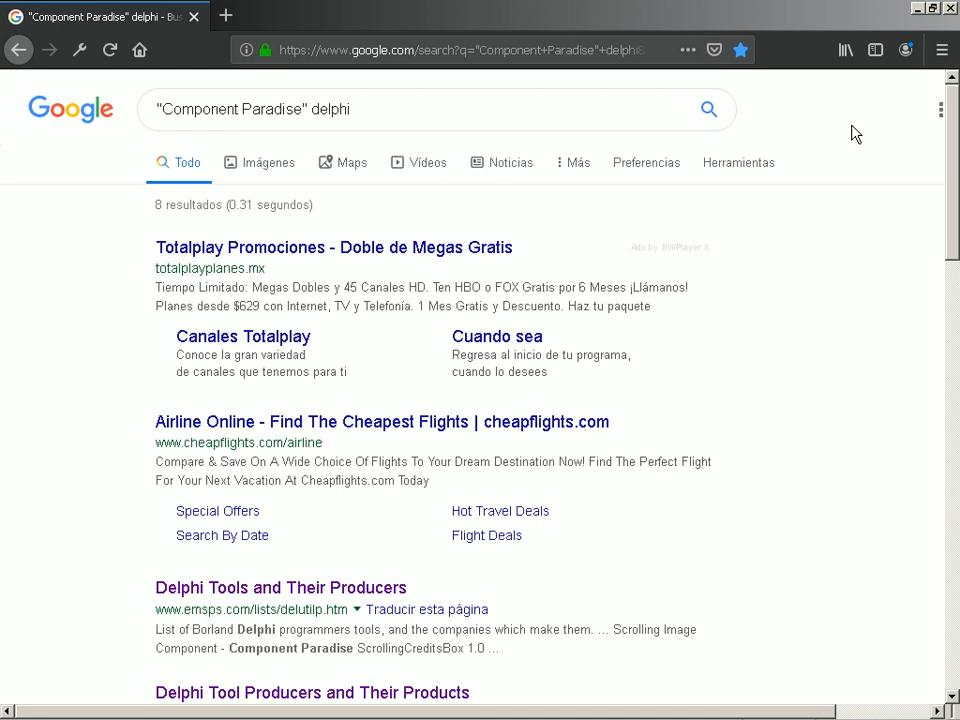 "Component Paradise" delphi - Bus
https://www.google.com/search?q="Component+Paradise"+delphi&
Google
"Component Paradise" delphi
Todo Imágenes Maps Vídeos Noticias Más Preferencias Herramientas
8 resultados (0.31 segundos)
Totalplay Promociones - Doble de Megas Gratis
Ads by BWPlayer X
totalplayplanes.mx
Tiempo Limitado: Megas Dobles y 45 Canales HD. Ten HBO o FOX Gratis por 6 Meses ¡Llámanos!
Planes desde $629 con Internet, TV y Telefonía. 1 Mes Gratis y Descuento. Haz tu paquete
Canales Totalplay
Conoce la gran variedad
de canales que tenemos para ti
Cuando sea
Regresa al inicio de tu programa,
cuando lo desees
Airline Online - Find The Cheapest Flights | cheapflights.com
www.cheapflights.com/airline
Compare & Save On A Wide Choice Of Flights To Your Dream Destination Now! Find The Perfect Flight
For Your Next Vacation At Cheapflights.com Today
Special Offers Hot Travel Deals
Search By Date Flight Deals
Delphi Tools and Their Producers
www.emsps.com/lists/delutilp.htm Traducir esta página
List of Borland Delphi programmers tools, and the companies which make them. ... Scrolling Image
Component - Component Paradise ScrollingCreditsBox 1.0 ...
Delphi Tool Producers and Their Products